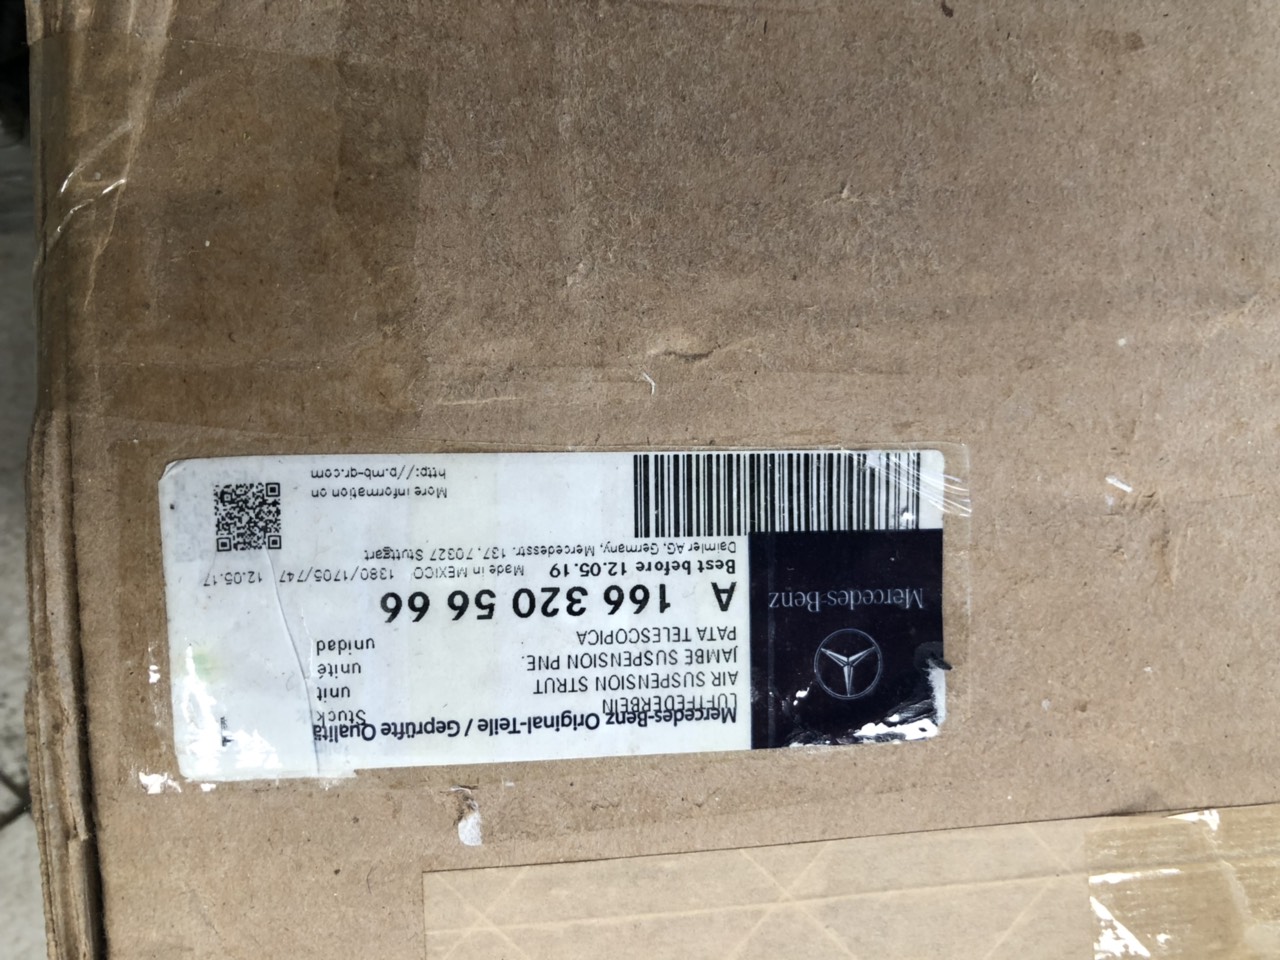 Mercedes-Benz Original-Teile / Geprüfte Qualitä
LUFTFEDERBEIN Stück
AIR SUSPENSION STRUT unit
JAMBE SUSPENSION PNE. unité
PATA TELESCOPICA unidad
A 166 320 56 66
Best before 12.05.19 Made in MEXICO 1380/1705/747 12.05.17
Daimler AG, Germany, Mercedesstr. 137, 70327 Stuttgart
More information on
http://p.mb-qr.com
Mercedes-Benz